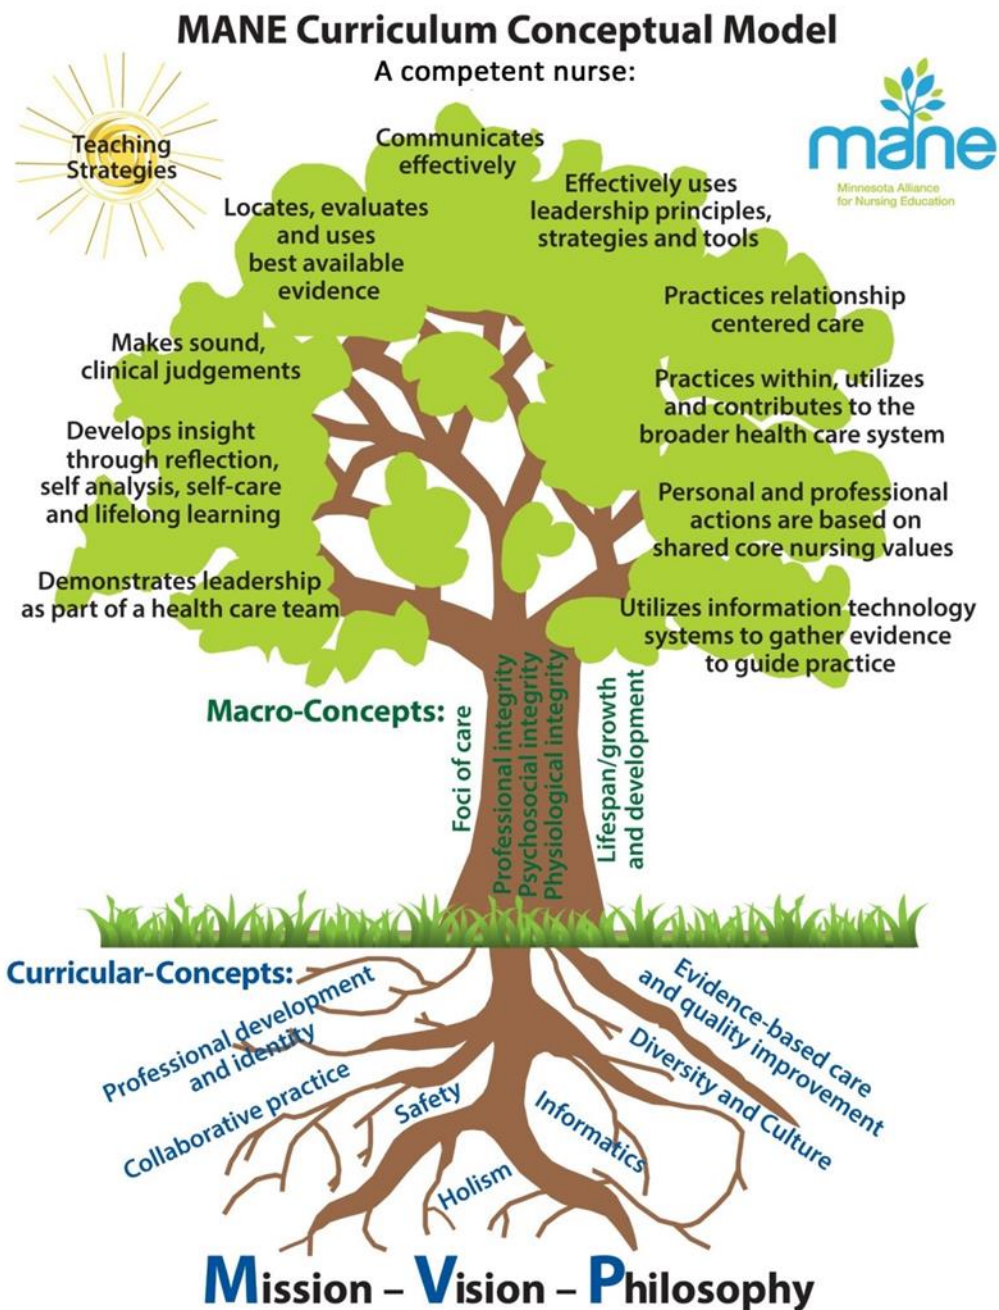 MANE Curriculum Conceptual Model
A competent nurse:
Teaching
Strategies
mane
Minnesota Alliance
for Nursing Education
Communicates
effectively
Effectively uses
leadership principles,
strategies and tools
Locates, evaluates
and uses
best available
evidence
Practices relationship
centered care
Makes sound,
clinical judgements
Practices within, utilizes
and contributes to the
broader health care system
Develops insight
through reflection,
self analysis, self-care
and lifelong learning
Personal and professional
actions are based on
shared core nursing values
Demonstrates leadership
as part of a health care team
Utilizes information technology
systems to gather evidence
to guide practice
Macro-Concepts:
Foci of care
Professional integrity
Psychosocial integrity
Physiological integrity
Lifespan/growth
and development
Curricular-Concepts:
Professional development
and identity
Collaborative practice
Safety
Holism
Informatics
Diversity and Culture
Evidence-based care
and quality improvement
Mission – Vision – Philosophy